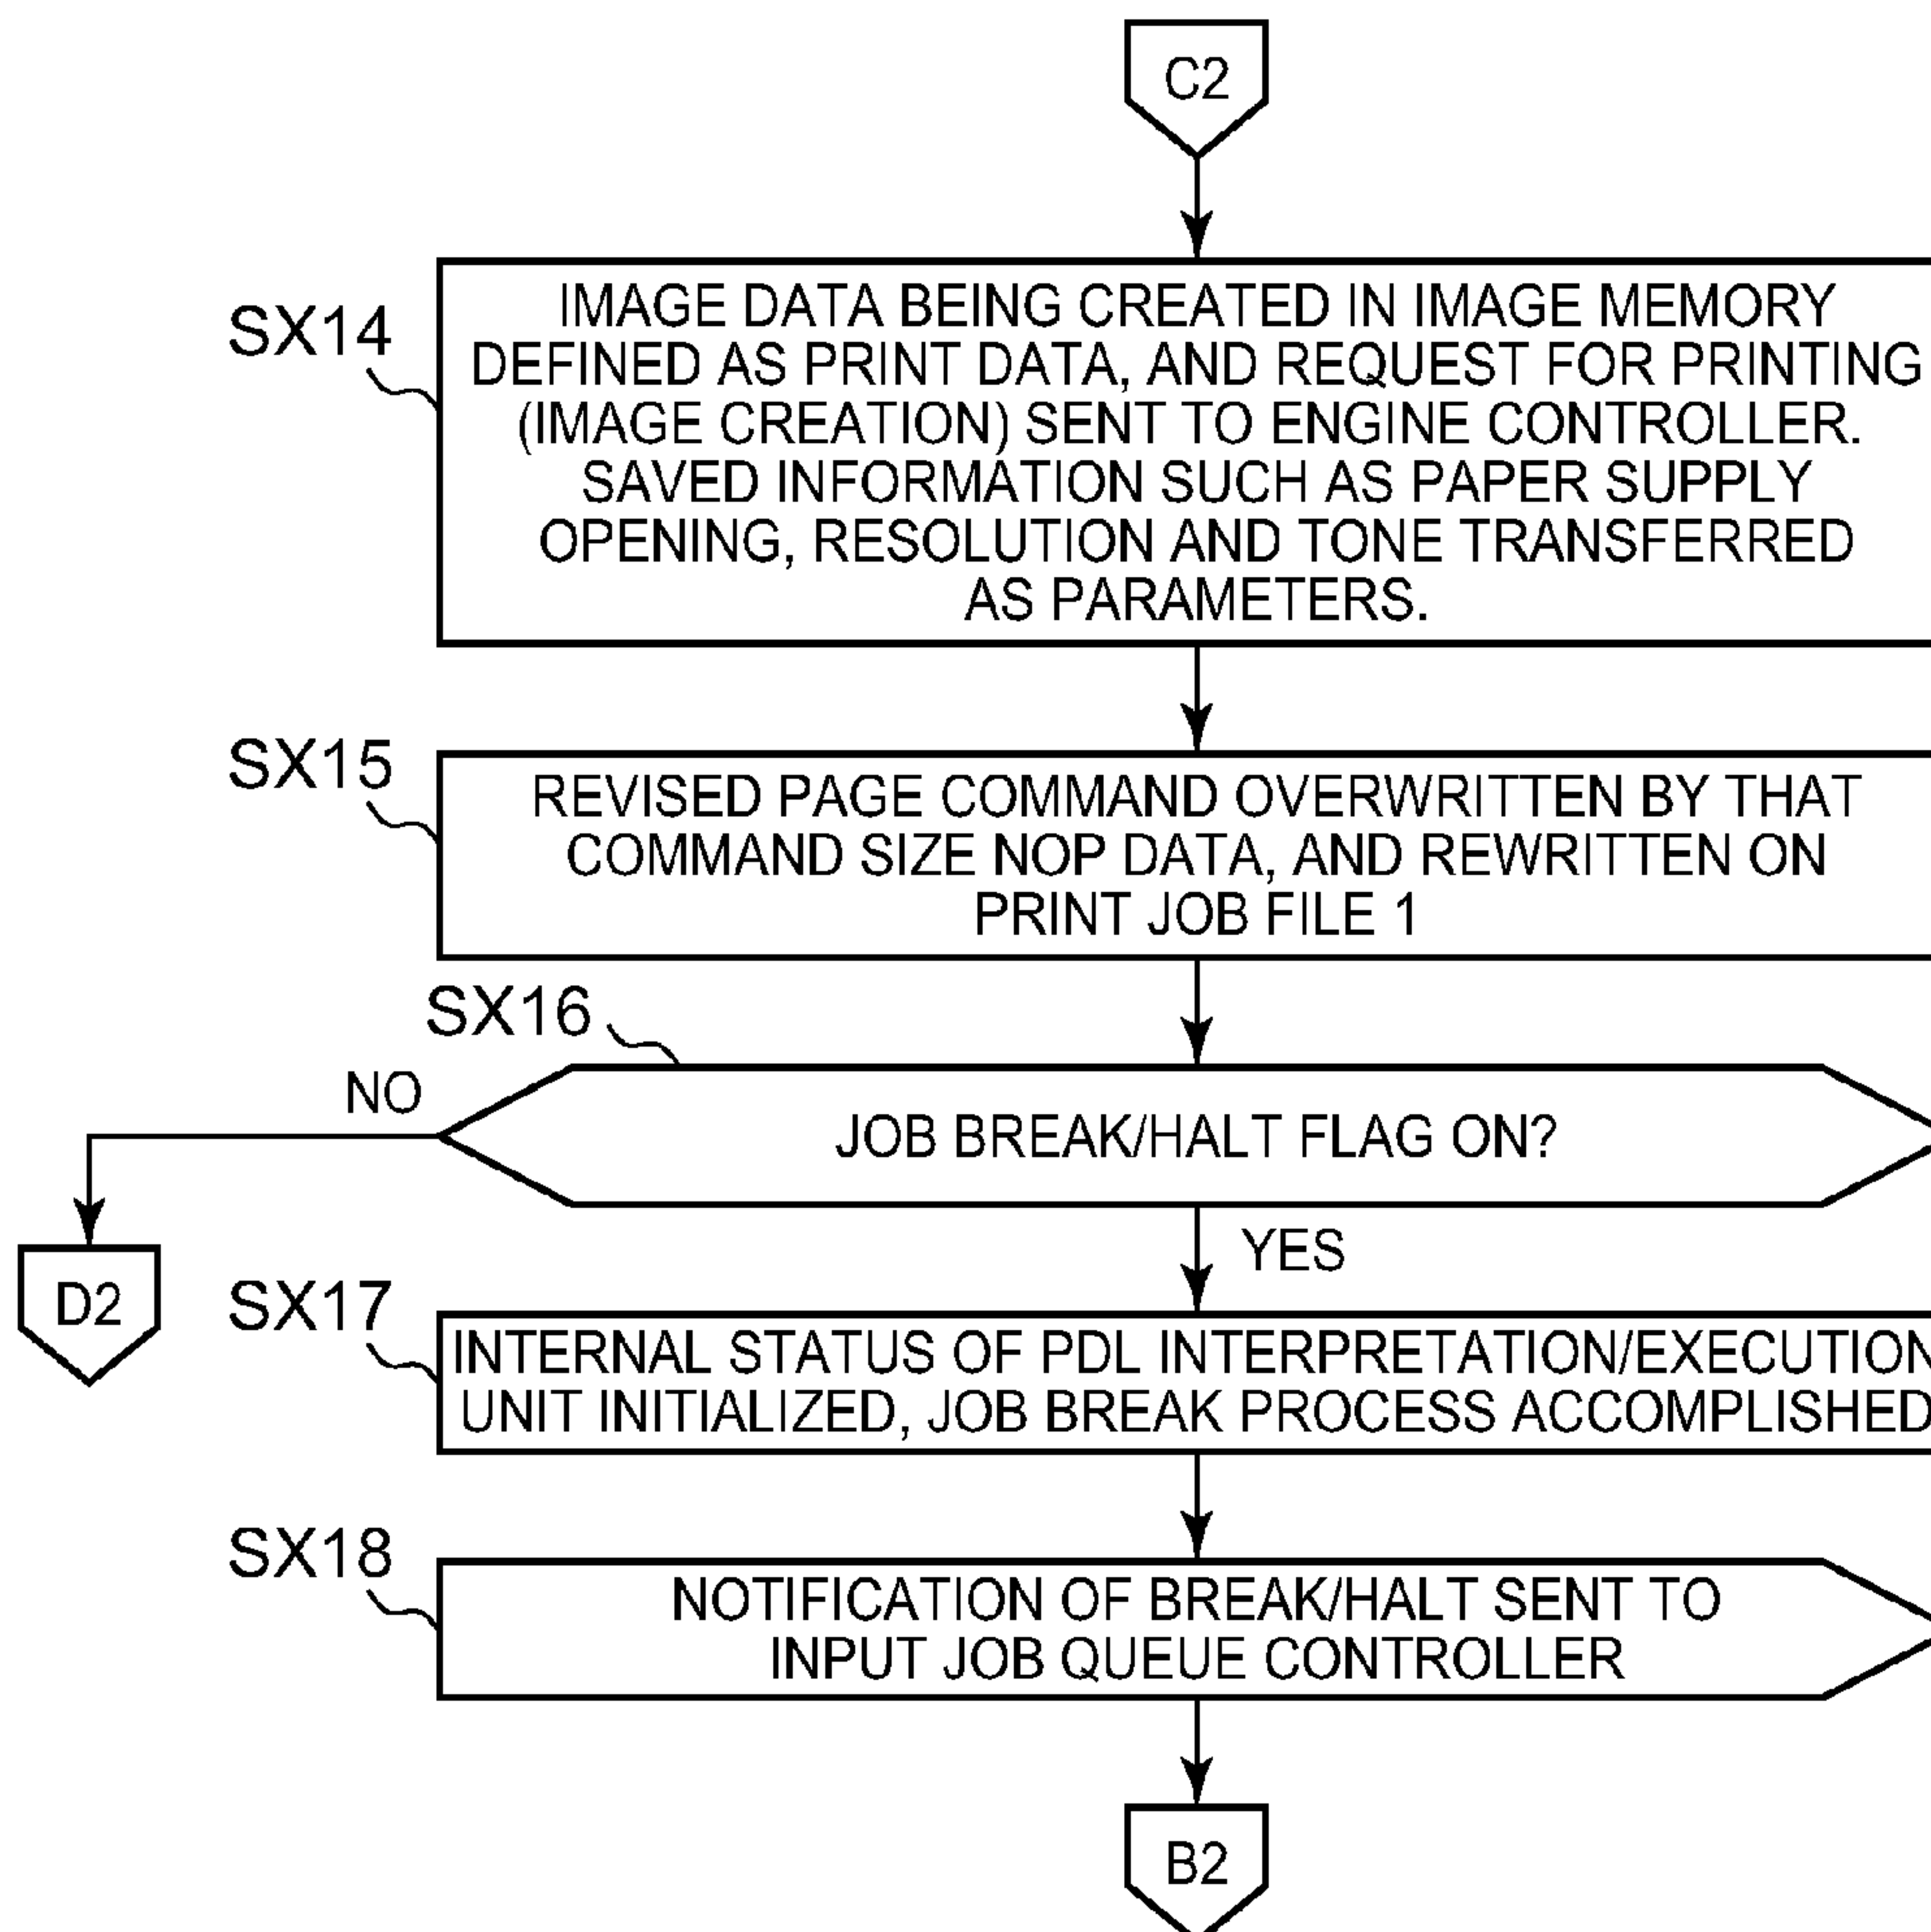 C2
SX14
IMAGE DATA BEING CREATED IN IMAGE MEMORY
DEFINED AS PRINT DATA, AND REQUEST FOR PRINTING
(IMAGE CREATION) SENT TO ENGINE CONTROLLER.
SAVED INFORMATION SUCH AS PAPER SUPPLY
OPENING, RESOLUTION AND TONE TRANSFERRED
AS PARAMETERS.
SX15
REVISED PAGE COMMAND OVERWRITTEN BY THAT
COMMAND SIZE NOP DATA, AND REWRITTEN ON
PRINT JOB FILE 1
SX16
NO
JOB BREAK/HALT FLAG ON?
YES
D2
SX17
INTERNAL STATUS OF PDL INTERPRETATION/EXECUTION
UNIT INITIALIZED, JOB BREAK PROCESS ACCOMPLISHED
SX18
NOTIFICATION OF BREAK/HALT SENT TO
INPUT JOB QUEUE CONTROLLER
B2